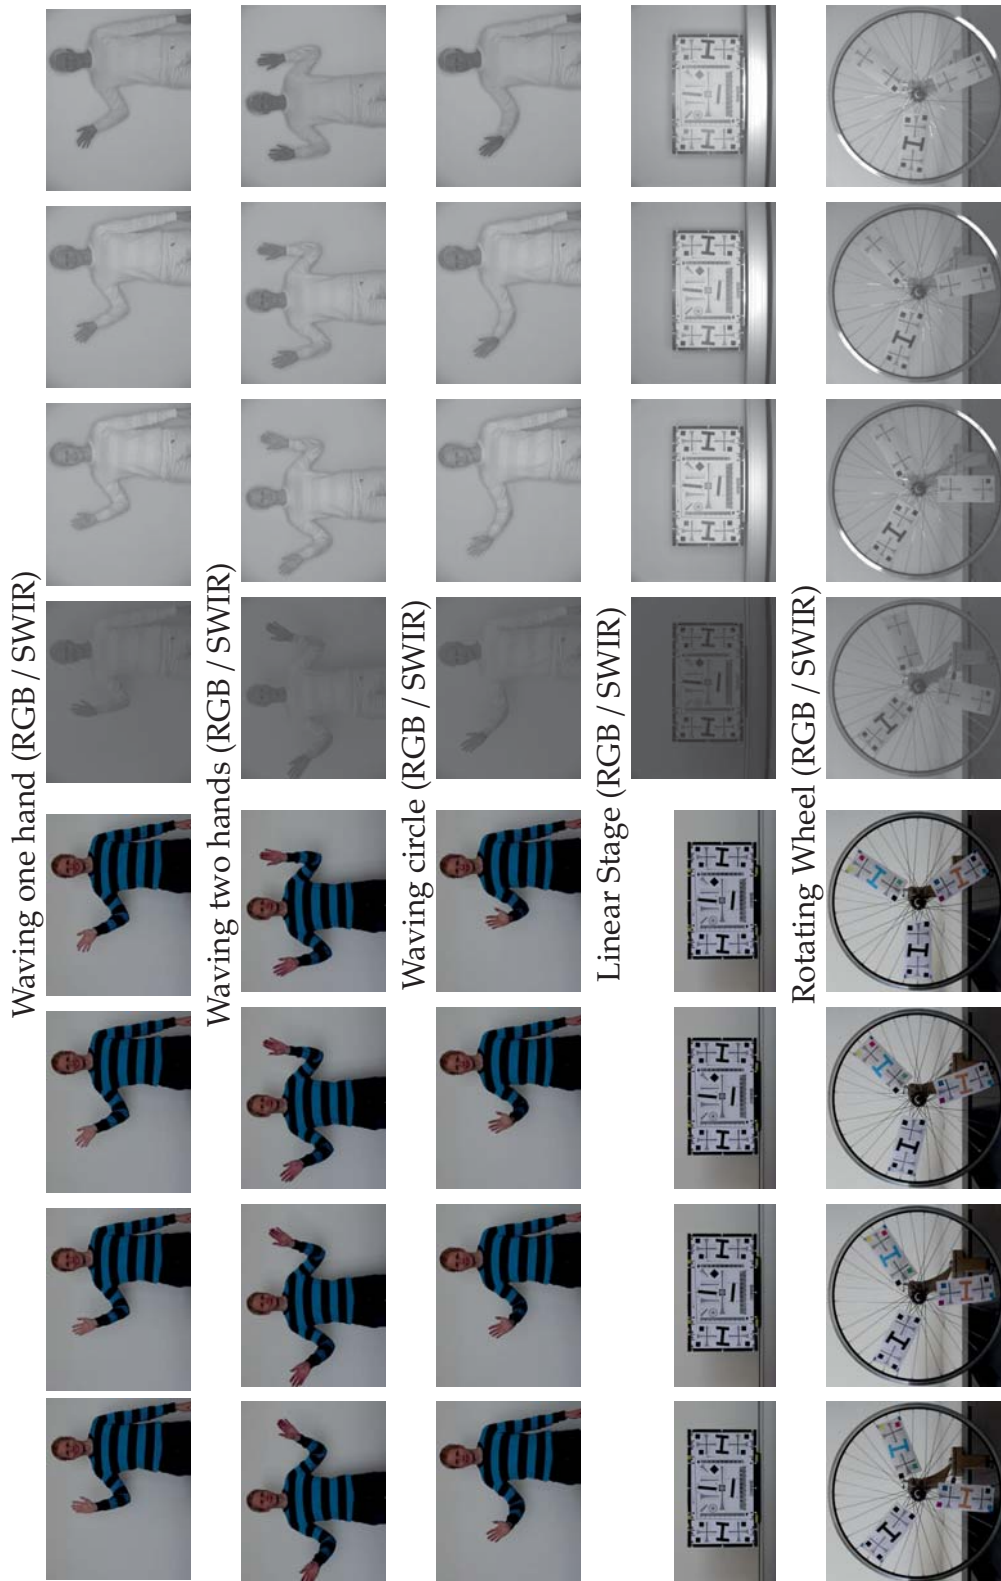 Waving one hand (RGB / SWIR)
Waving two hands (RGB / SWIR)
Waving circle (RGB / SWIR)
Linear Stage (RGB / SWIR)
Rotating Wheel (RGB / SWIR)